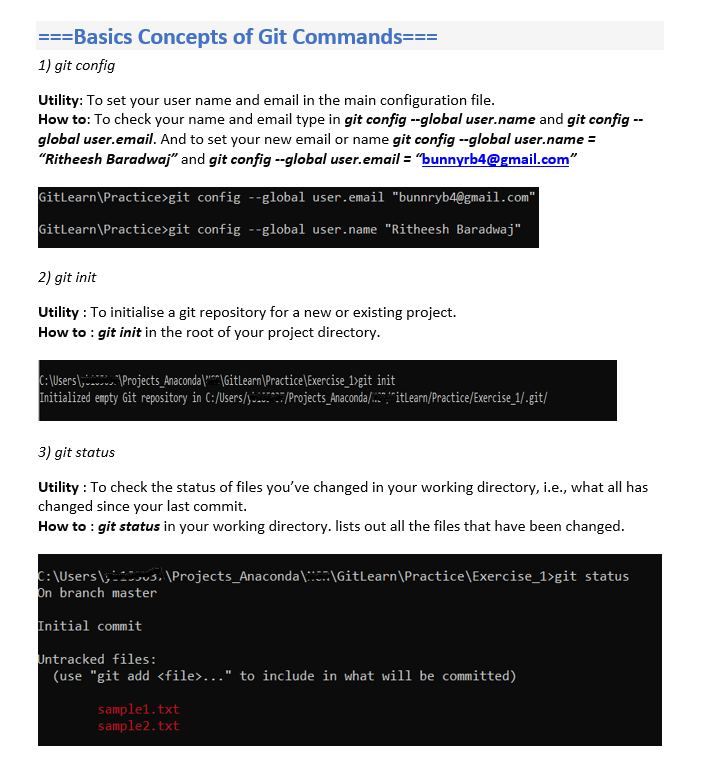 ===Basics Concepts of Git Commands===
1) git config
Utility: To set your user name and email in the main configuration file.
How to: To check your name and email type in git config --global user.name and git config --
global user.email. And to set your new email or name git config --global user.name =
“Ritheesh Baradwaj” and git config --global user.email = “bunnyrb4@gmail.com”
GitLearn\Practice>git config --global user.email "bunnryb4@gmail.com"
GitLearn\Practice>git config --global user.name "Ritheesh Baradwaj"
2) git init
Utility : To initialise a git repository for a new or existing project.
How to : git init in the root of your project directory.
C:\Users\ \Projects_Anaconda\ \GitLearn\Practice\Exercise_1>git init
Initialized empty Git repository in C:/Users/ /Projects_Anaconda/ itLearn/Practice/Exercise_1/.git/
3) git status
Utility : To check the status of files you’ve changed in your working directory, i.e., what all has
changed since your last commit.
How to : git status in your working directory. lists out all the files that have been changed.
C:\Users\ \Projects_Anaconda\ \GitLearn\Practice\Exercise_1>git status
On branch master
Initial commit
Untracked files:
(use "git add <file>..." to include in what will be committed)
sample1.txt
sample2.txt